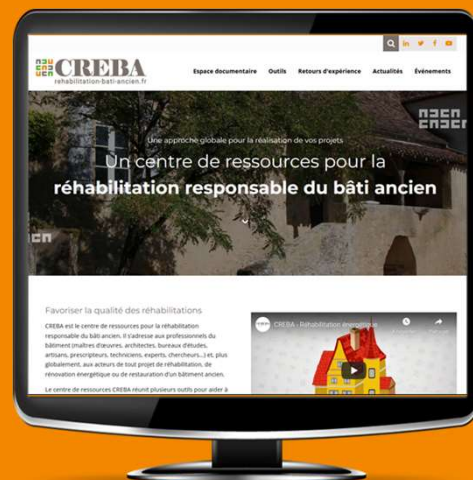 CREBA
rehabilitation-bati-ancien.fr
Espace documentaire Outils Retours d'expérience Actualités Événements
Une approche globale pour la réalisation de vos projets
Un centre de ressources pour la
réhabilitation responsable du bâti ancien
Favoriser la qualité des réhabilitations
CREBA est le centre de ressources pour la réhabilitation
responsable du bâti ancien. Il s'adresse aux professionnels du
bâtiment (maîtres d'œuvres, architectes, bureaux d'études,
artisans, prescripteurs, techniciens, experts, chercheurs...) et, plus
globalement, aux acteurs de tout projet de réhabilitation, de
rénovation énergétique ou de restauration d'un bâtiment ancien.
Le centre de ressources CREBA réunit plusieurs outils pour aider à
CREBA - Réhabilitation énergétique